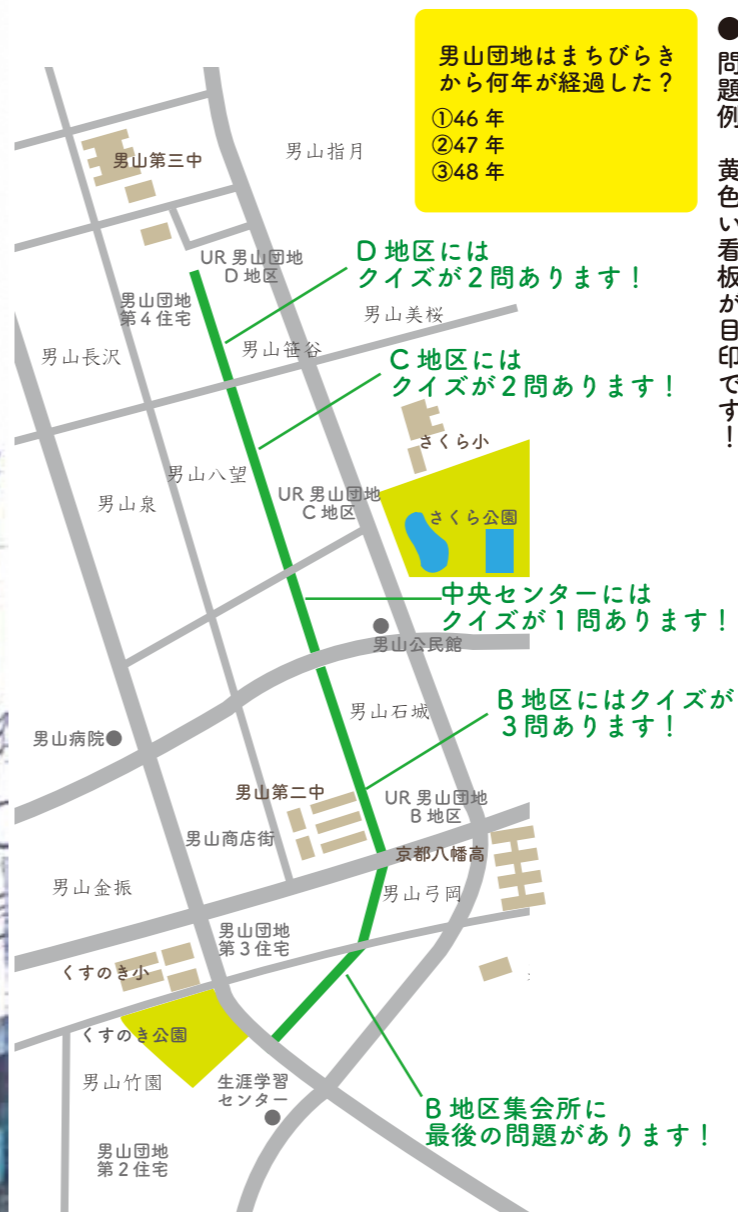 ●
問題例　黄色い看板が目印です！
男山団地はまちびらき
から何年が経過した？
①46 年
②47 年
③48 年
男山第三中
男山指月
UR 男山団地
D 地区
D 地区には
クイズが２問あります！
男山団地
第４住宅
男山美桜
男山長沢
男山笹谷
C 地区には
クイズが２問あります！
さくら小
男山八望
男山泉
UR 男山団地
C 地区
さくら公園
中央センターには
クイズが１問あります！
男山公民館
B 地区にはクイズが
３問あります！
男山石城
男山病院●
男山第二中
UR 男山団地
B 地区
男山商店街
京都八幡高
男山金振
男山弓岡
男山団地
第３住宅
くすのき小
くすのき公園
男山竹園
生涯学習
センター
B 地区集会所に
最後の問題があります！
男山団地
第２住宅